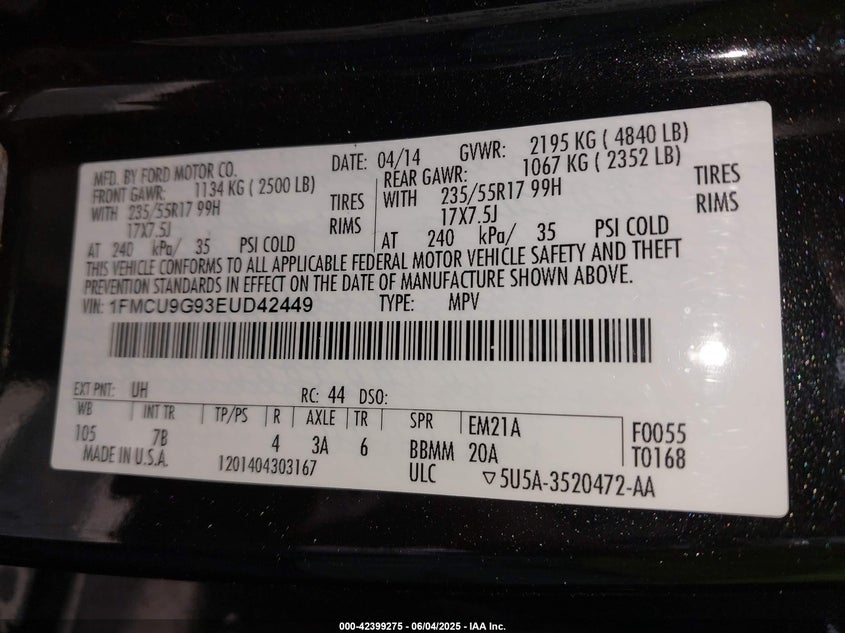 MFD. BY FORD MOTOR CO. DATE: 04/14 GVWR: 2195 KG ( 4840 LB)
FRONT GAWR: 1134 KG ( 2500 LB) REAR GAWR: 1067 KG ( 2352 LB)
WITH 235/55R17 99H TIRES WITH 235/55R17 99H TIRES
17X7.5J RIMS 17X7.5J RIMS
AT 240 kPa/ 35 PSI COLD AT 240 kPa/ 35 PSI COLD
THIS VEHICLE CONFORMS TO ALL APPLICABLE FEDERAL MOTOR VEHICLE SAFETY AND THEFT
PREVENTION STANDARDS IN EFFECT ON THE DATE OF MANUFACTURE SHOWN ABOVE.
VIN: 1FMCU9G93EUD42449 TYPE: MPV
EXT PNT: UH RC: 44 DSO:
WB INT TR TP/PS R AXLE TR SPR EM21A F0055
105 7B 4 3A 6 BBMM 20A T0168
MADE IN U.S.A. 1201404303167 ULC ▽5U5A-3520472-AA
000-42399275 - 06/04/2025 - IAA Inc.